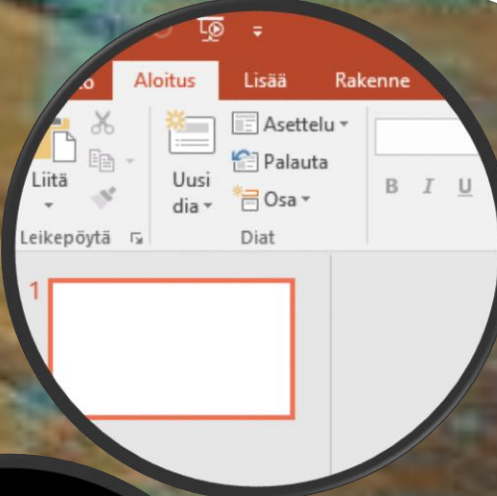 Aloitus Lisää Rakenne
Liitä
Uusi
dia
Asettelu
Palauta
Osa
B I U
Leikepöytä
Diat
1